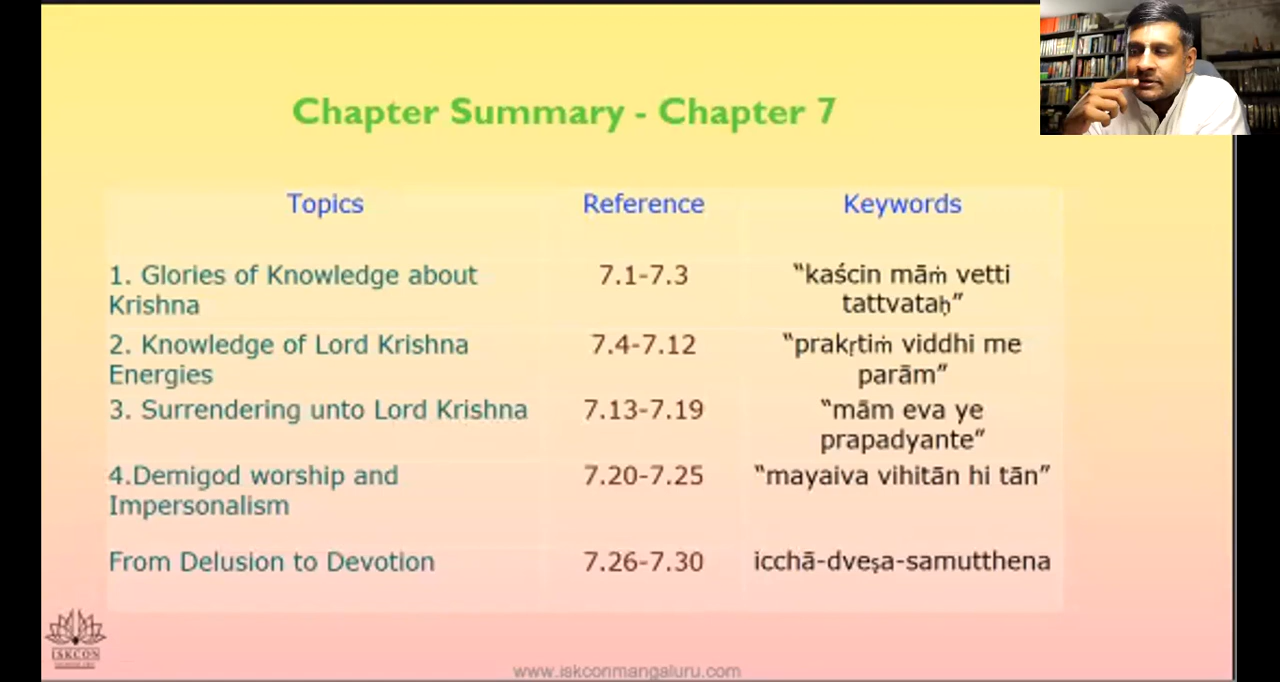 Chapter Summary - Chapter 7
Topics Reference Keywords
1. Glories of Knowledge about 7.1-7.3 “kaścin māṁ vetti
Krishna tattvataḥ”
2. Knowledge of Lord Krishna 7.4-7.12 “prakṛtiṁ viddhi me
Energies parām”
3. Surrendering unto Lord Krishna 7.13-7.19 “mām eva ye
prapadyante”
4.Demigod worship and 7.20-7.25 “mayaiva vihitān hi tān”
Impersonalism
From Delusion to Devotion 7.26-7.30 icchā-dveṣa-samutthena
ISKCON
www.iskconmangaluru.com